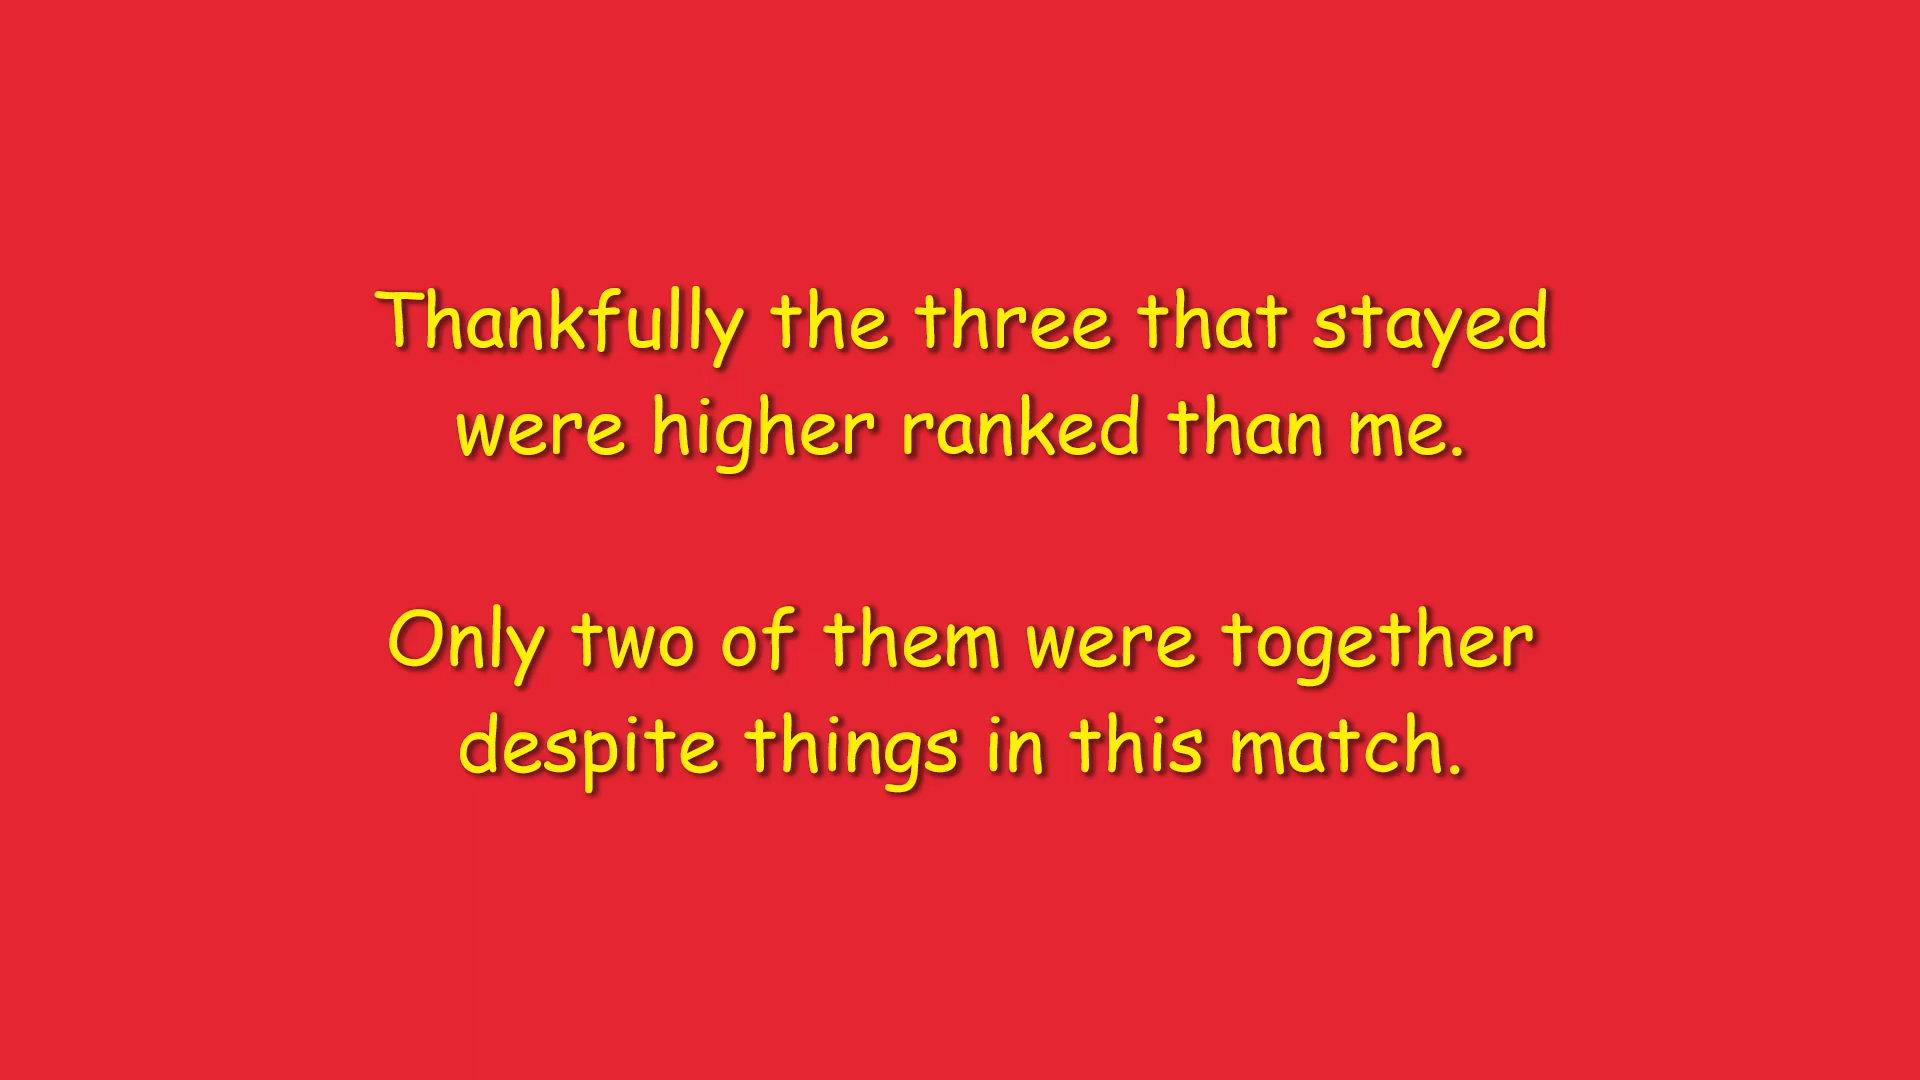 Thankfully the three that stayed
were higher ranked than me.
Only two of them were together
despite things in this match.